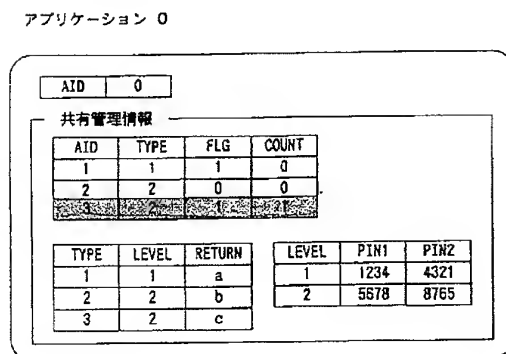 アプリケーション 0
AID 0
共有管理情報
AID TYPE FLG COUNT
1 1 1 0
2 2 0 0
3 2 1 1
TYPE LEVEL RETURN
1 1 a
2 2 b
3 2 c
LEVEL PIN1 PIN2
1 1234 4321
2 5678 8765